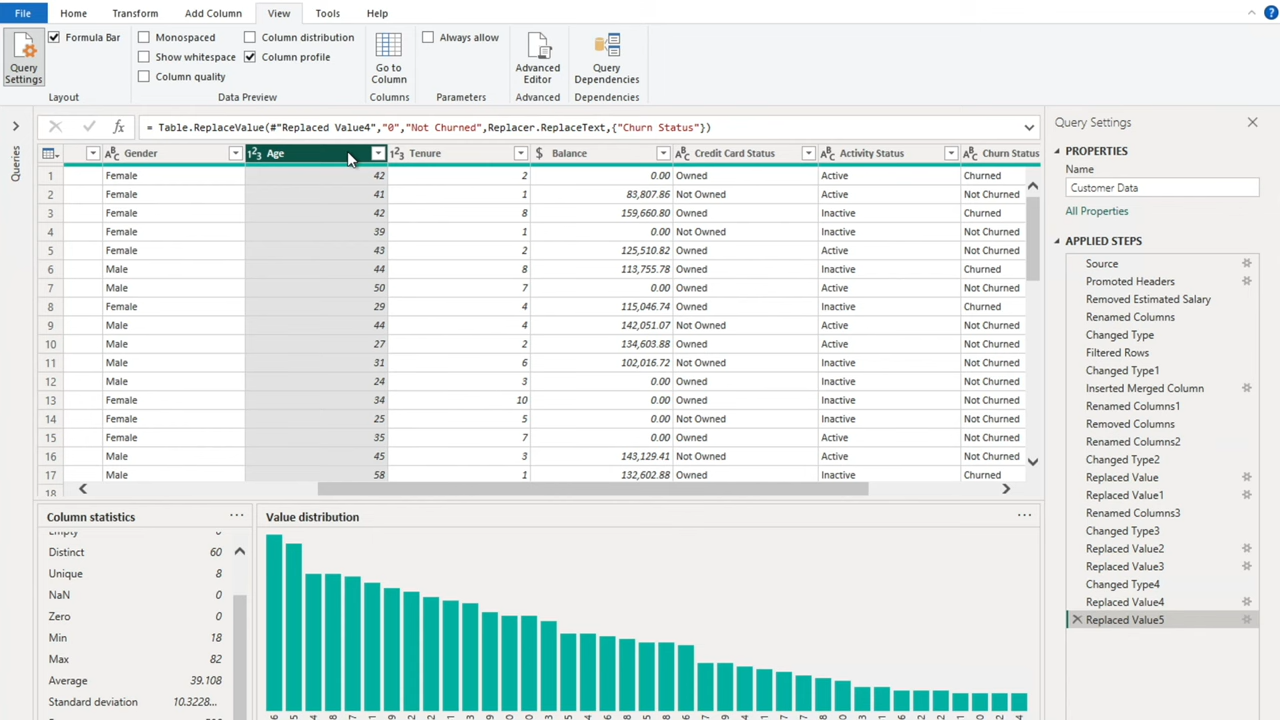 File Home Transform Add Column View Tools Help ?
Formula Bar Monospaced Column distribution Always allow
Show whitespace Column profile
Column quality
Query Settings
Go to Column
Advanced Editor
Query Dependencies
Layout Data Preview Columns Parameters Advanced Dependencies
fx = Table.ReplaceValue(#"Replaced Value4","0","Not Churned",Replacer.ReplaceText,{"Churn Status"})
Queries
ABC Gender 123 Age 123 Tenure $ Balance ABC Credit Card Status ABC Activity Status ABC Churn Status
1 Female 42 2 0.00 Owned Active Churned
2 Female 41 1 83,807.86 Not Owned Active Not Churned
3 Female 42 8 159,660.80 Owned Inactive Churned
4 Female 39 1 0.00 Not Owned Inactive Not Churned
5 Female 43 2 125,510.82 Owned Active Not Churned
6 Male 44 8 113,755.78 Owned Inactive Churned
7 Male 50 7 0.00 Owned Active Not Churned
8 Female 29 4 115,046.74 Owned Inactive Churned
9 Male 44 4 142,051.07 Not Owned Active Not Churned
10 Male 27 2 134,603.88 Owned Active Not Churned
11 Male 31 6 102,016.72 Not Owned Inactive Not Churned
12 Male 24 3 0.00 Owned Inactive Not Churned
13 Female 34 10 0.00 Owned Inactive Not Churned
14 Female 25 5 0.00 Not Owned Inactive Not Churned
15 Female 35 7 0.00 Owned Active Not Churned
16 Male 45 3 143,129.41 Not Owned Active Not Churned
17 Male 58 1 132,602.88 Owned Inactive Churned
18
Column statistics
Empty 0
Distinct 60
Unique 8
NaN 0
Zero 0
Min 18
Max 82
Average 39.108
Standard deviation 10.3228...
Value distribution
Query Settings
PROPERTIES
Name
Customer Data
All Properties
APPLIED STEPS
Source
Promoted Headers
Removed Estimated Salary
Renamed Columns
Changed Type
Filtered Rows
Changed Type1
Inserted Merged Column
Renamed Columns1
Removed Columns
Renamed Columns2
Changed Type2
Replaced Value
Replaced Value1
Renamed Columns3
Changed Type3
Replaced Value2
Replaced Value3
Changed Type4
Replaced Value4
Replaced Value5